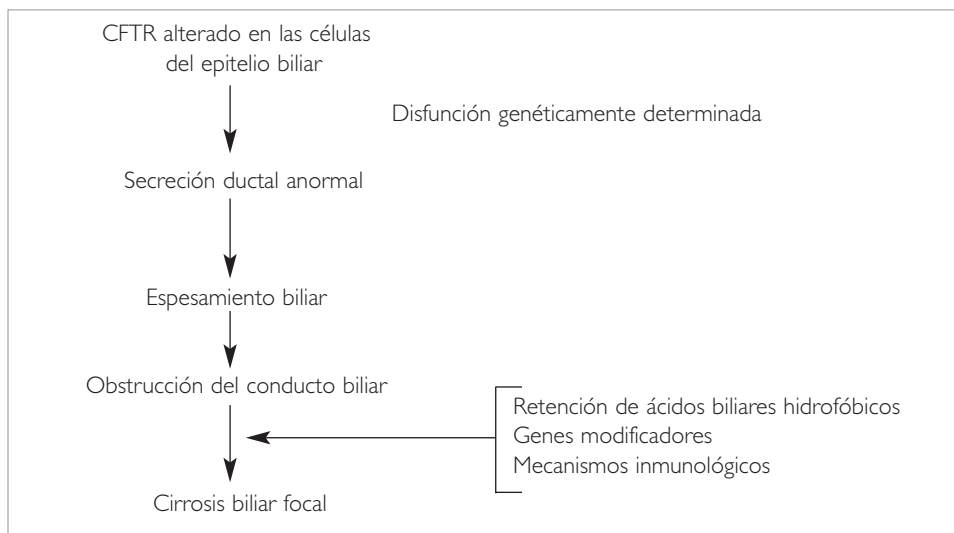 CFTR alterado en las células
del epitelio biliar
Disfunción genéticamente determinada
Secreción ductal anormal
Espesamiento biliar
Obstrucción del conducto biliar
Retención de ácidos biliares hidrofóbicos
Genes modificadores
Mecanismos inmunológicos
Cirrosis biliar focal